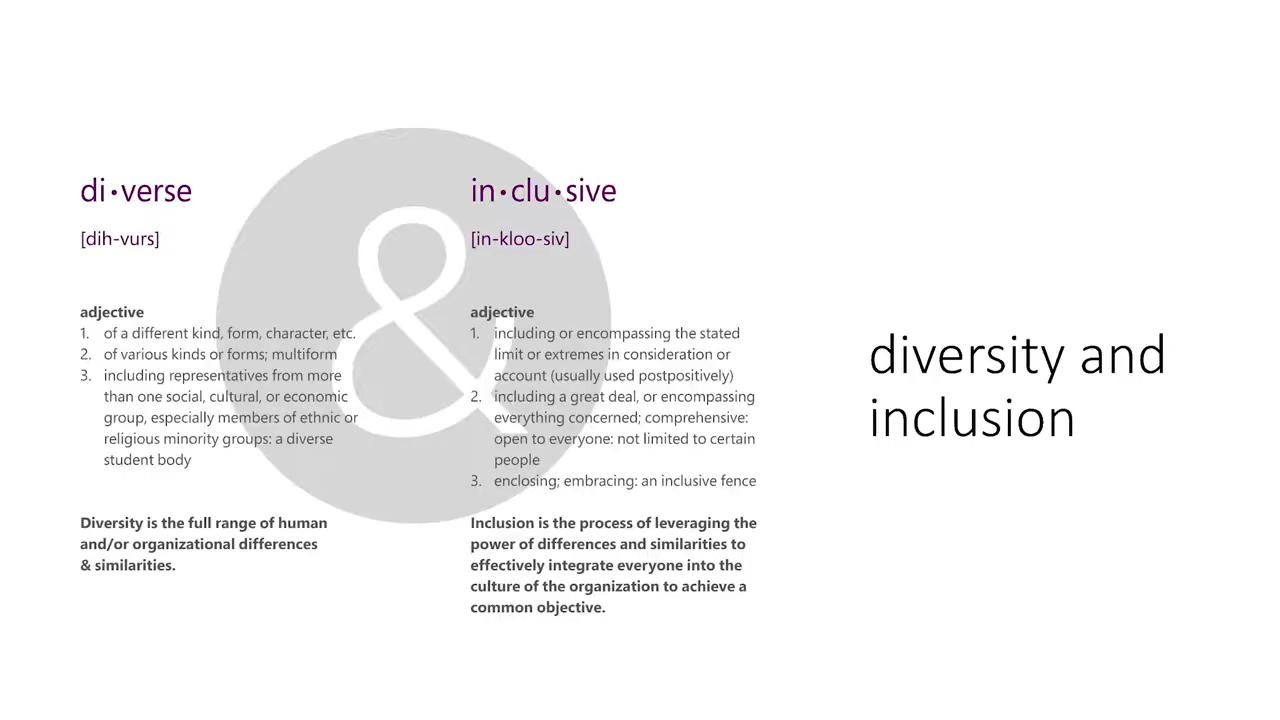 di•verse
[dih-vurs]
adjective
1. of a different kind, form, character, etc.
2. of various kinds or forms; multiform
3. including representatives from more
than one social, cultural, or economic
group, especially members of ethnic or
religious minority groups: a diverse
student body
Diversity is the full range of human
and/or organizational differences
& similarities.
&
in•clu•sive
[in-kloo-siv]
adjective
1. including or encompassing the stated
limit or extremes in consideration or
account (usually used postpositively)
2. including a great deal, or encompassing
everything concerned; comprehensive:
open to everyone: not limited to certain
people
3. enclosing; embracing: an inclusive fence
Inclusion is the process of leveraging the
power of differences and similarities to
effectively integrate everyone into the
culture of the organization to achieve a
common objective.
diversity and
inclusion